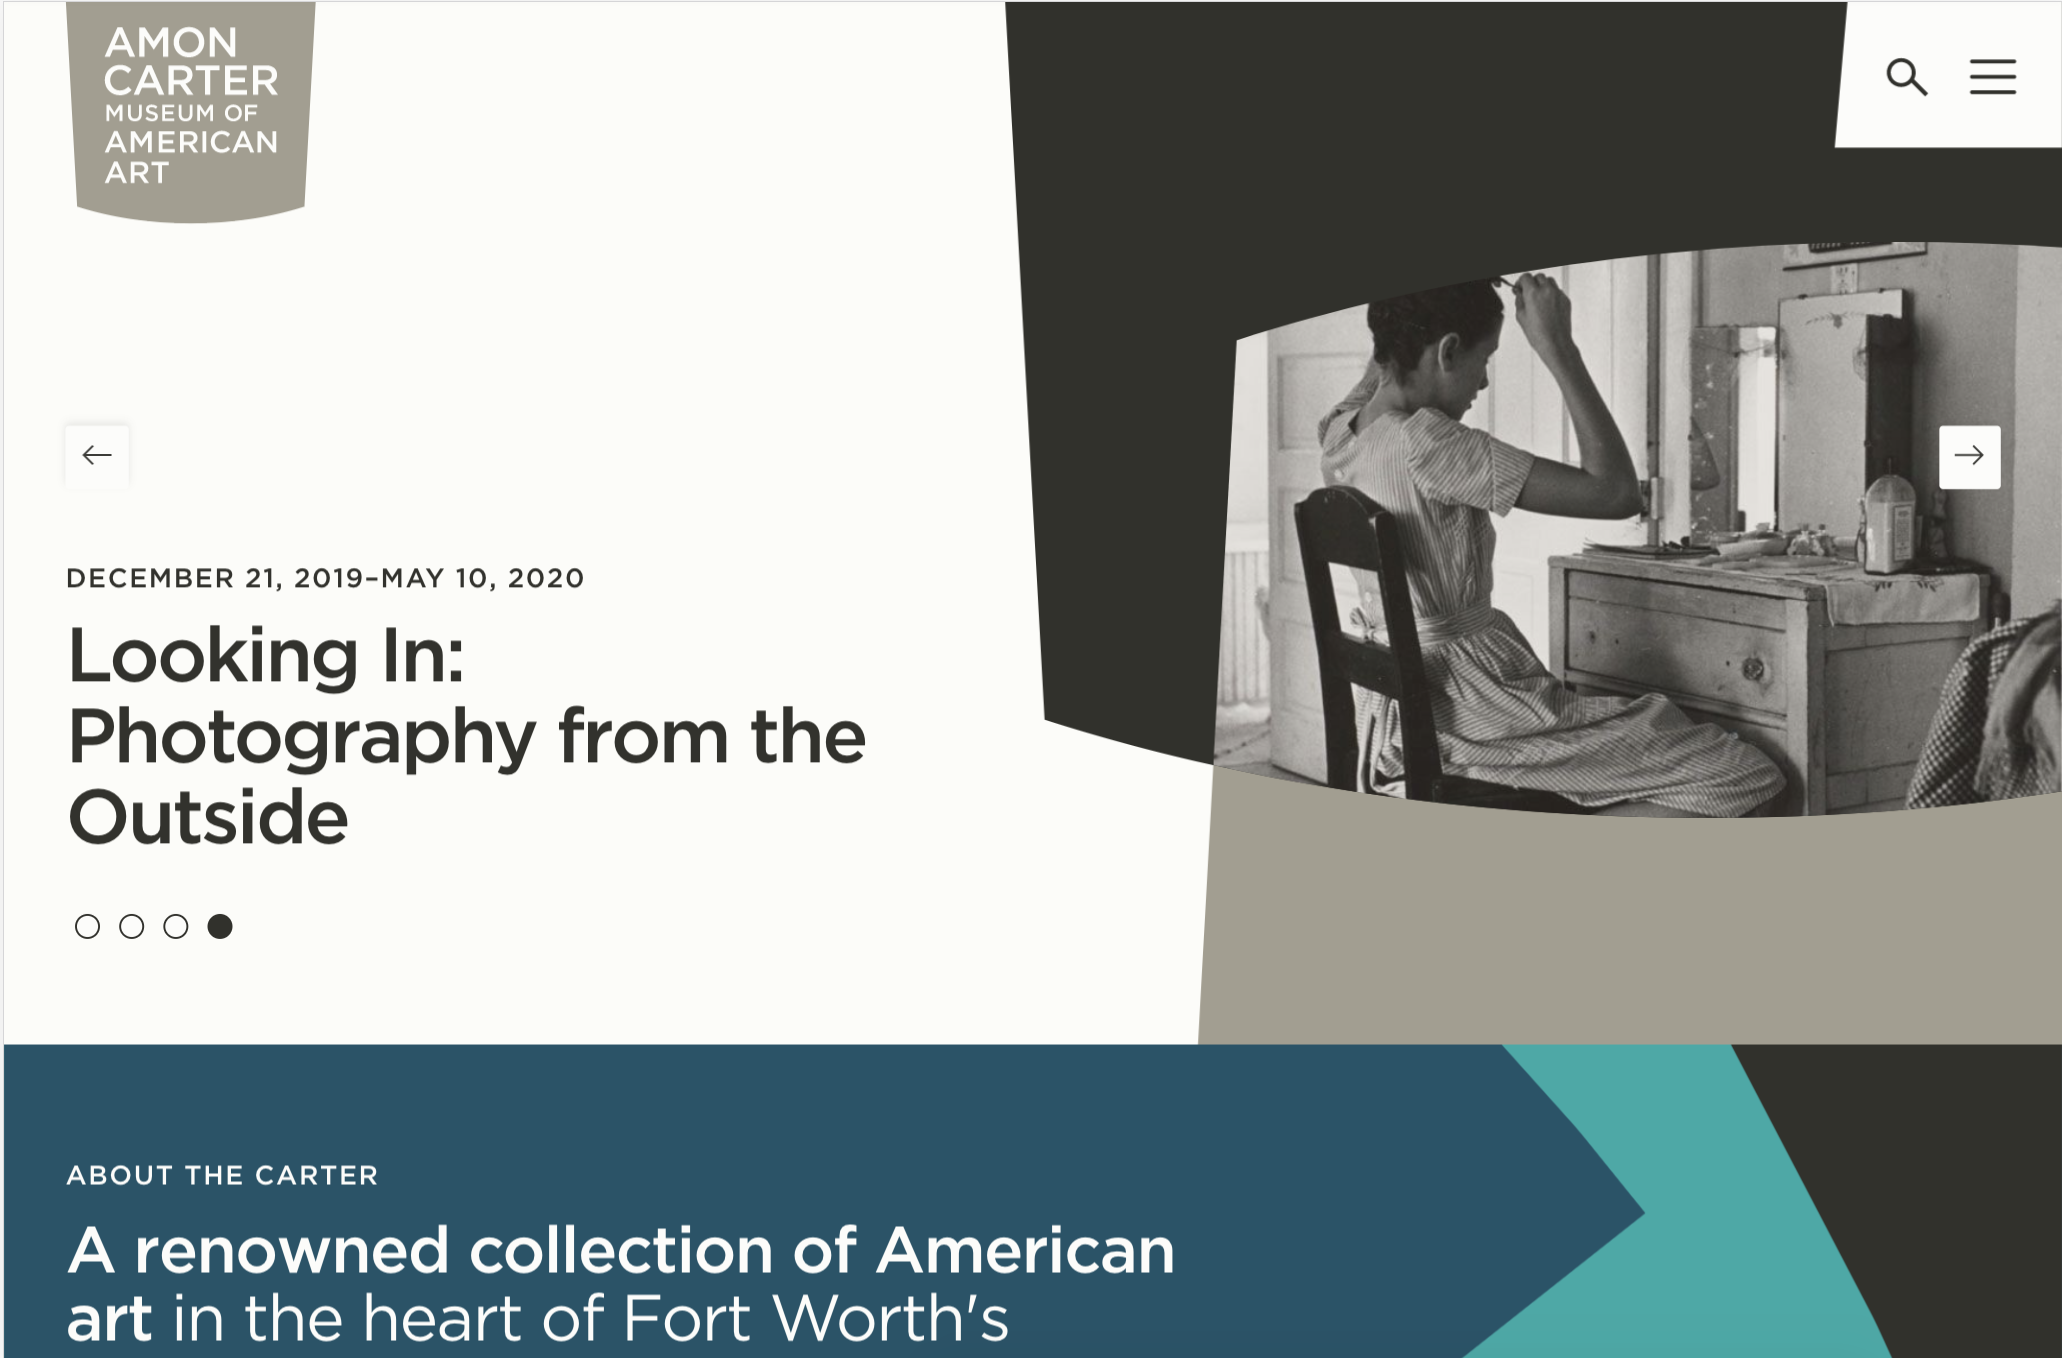 AMON
CARTER
MUSEUM OF
AMERICAN
ART
DECEMBER 21, 2019–MAY 10, 2020
Looking In:
Photography from the
Outside
ABOUT THE CARTER
A renowned collection of American
art in the heart of Fort Worth's